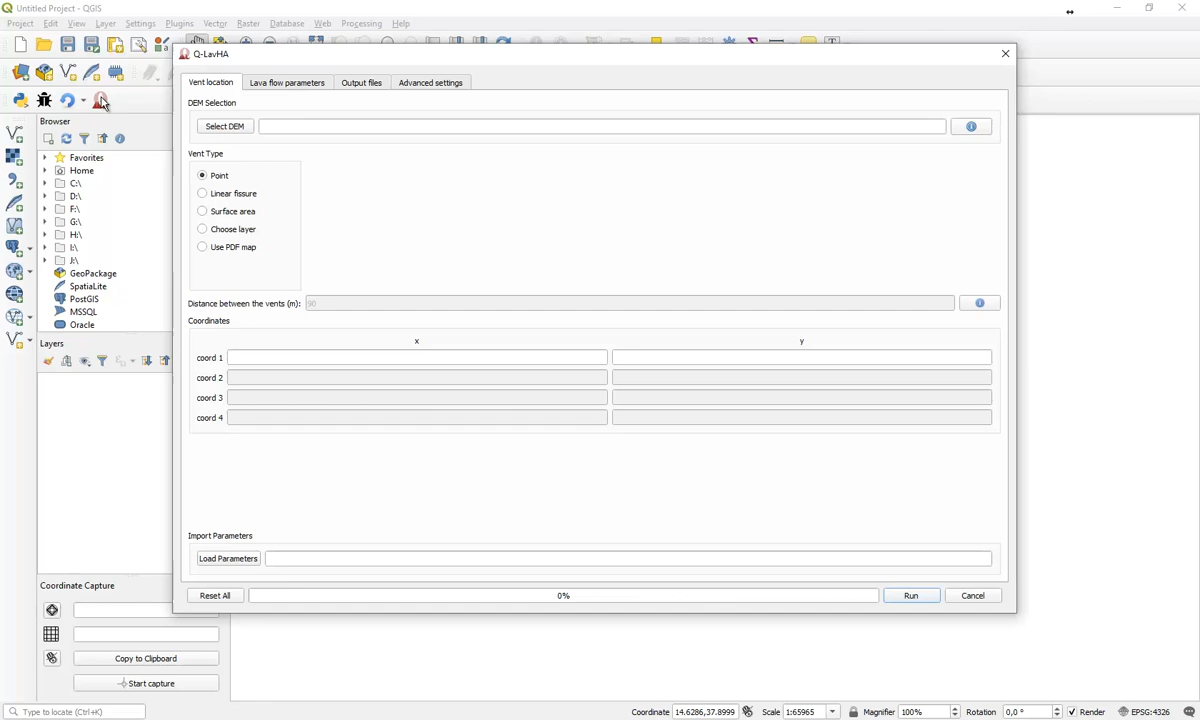 Untitled Project - QGIS
Project Edit View Layer Settings Plugins Vector Raster Database Web Processing Help
Q-LavHA
Vent location Lava flow parameters Output files Advanced settings
DEM Selection
Select DEM
Browser
Vent Type
Favorites
Home
C:\
D:\
F:\
G:\
H:\
I:\
J:\
GeoPackage
SpatiaLite
PostGIS
MSSQL
Oracle
Point
Linear fissure
Surface area
Choose layer
Use PDF map
Distance between the vents (m): 90
Coordinates
x y
Layers
coord 1
coord 2
coord 3
coord 4
Import Parameters
Load Parameters
Reset All 0% Run Cancel
Coordinate Capture
Copy to Clipboard
Start capture
Type to locate (Ctrl+K) Coordinate 14.6286,37.8999 Scale 1:65965 Magnifier 100% Rotation 0,0 ° Render EPSG:4326